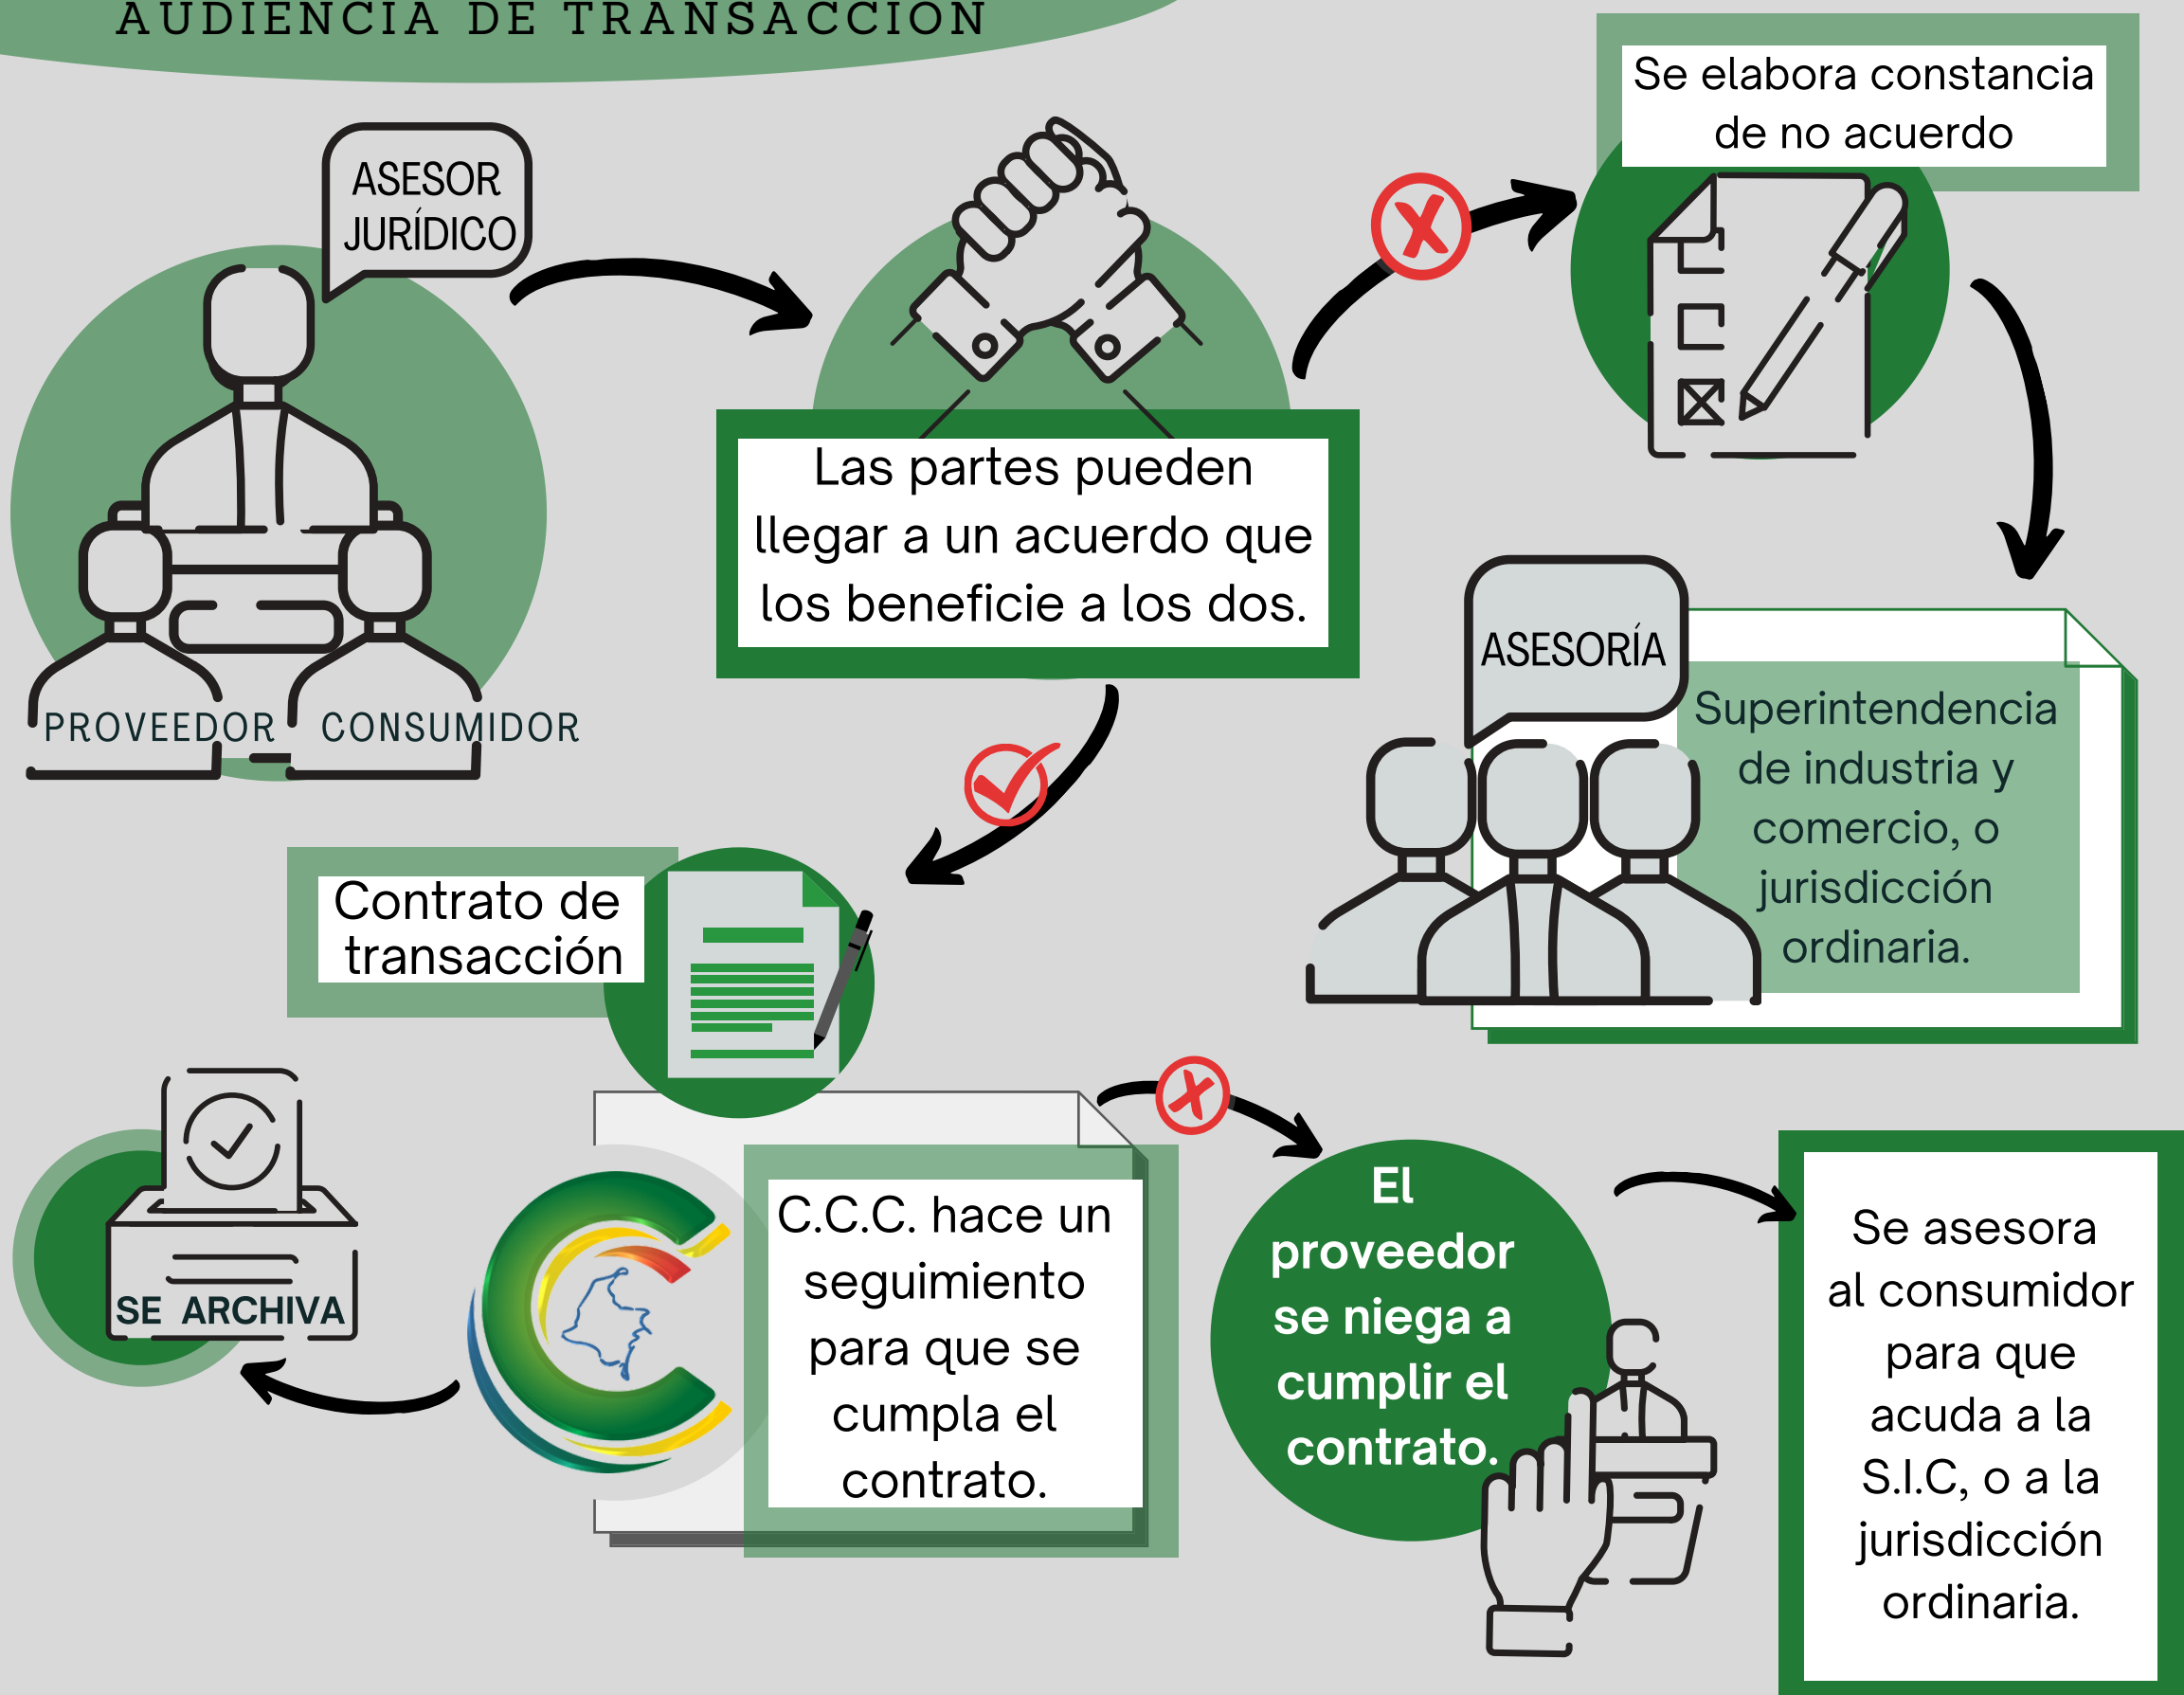 AUDIENCIA DE TRANSACCION
ASESOR
JURÍDICO
PROVEEDOR
CONSUMIDOR
Las partes pueden
llegar a un acuerdo que
los beneficie a los dos.
Se elabora constancia
de no acuerdo
ASESORÍA
Superintendencia
de industria y
comercio, o
jurisdicción
ordinaria.
Contrato de
transacción
C.C.C. hace un
seguimiento
para que se
cumpla el
contrato.
SE ARCHIVA
El
proveedor
se niega a
cumplir el
contrato.
Se asesora
al consumidor
para que
acuda a la
S.I.C, o a la
jurisdicción
ordinaria.